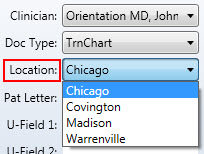 Clinician: Orientation MD, John
Doc Type: TrnChart
Location: Chicago
Chicago
Pat Letter: Covington
U-Field 1: Madison
Warrenville
U-Field 2: